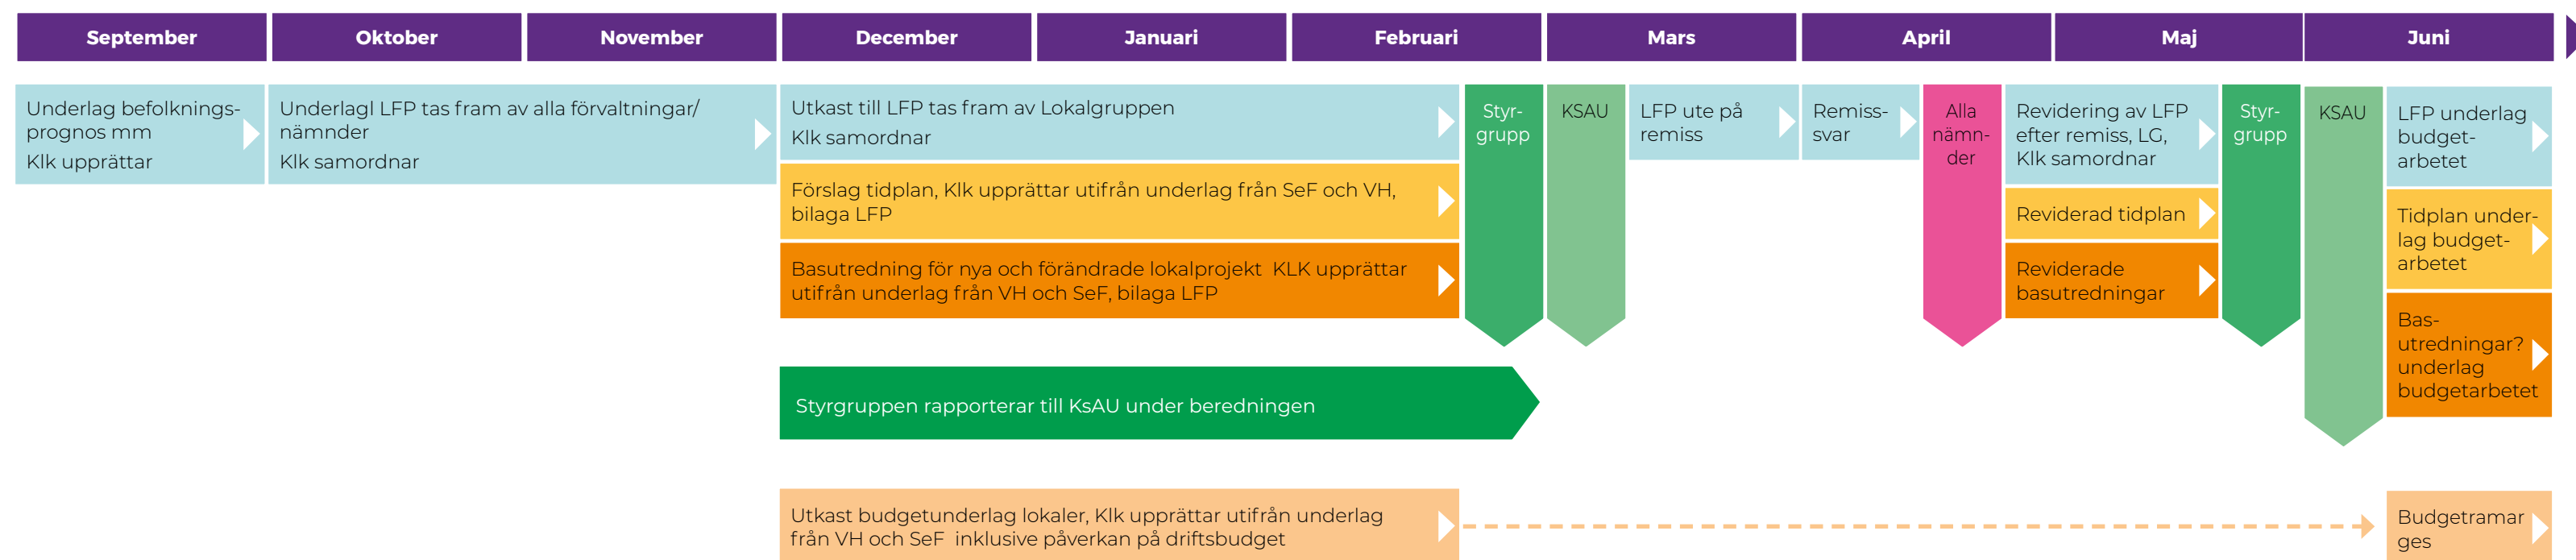 September
Oktober
November
December
Januari
Februari
Mars
April
Maj
Juni
Underlag befolknings-
prognos mm
Klk upprättar
Underlagl LFP tas fram av alla förvaltningar/
nämnder
Klk samordnar
Utkast till LFP tas fram av Lokalgruppen
Klk samordnar
Förslag tidplan, Klk upprättar utifrån underlag från SeF och VH,
bilaga LFP
Basutredning för nya och förändrade lokalprojekt KLK upprättar
utifrån underlag från VH och SeF, bilaga LFP
Styr-
grupp
KSAU
LFP ute på
remiss
Remiss-
svar
Alla
nämn-
der
Revidering av LFP
efter remiss, LG,
Klk samordnar
Reviderad tidplan
Reviderade
basutredningar
Styr-
grupp
KSAU
LFP underlag
budget-
arbetet
Tidplan under-
lag budget-
arbetet
Bas-
utredningar?
underlag
budgetarbetet
Styrgruppen rapporterar till KsAU under beredningen
Utkast budgetunderlag lokaler, Klk upprättar utifrån underlag
från VH och SeF inklusive påverkan på driftsbudget
Budgetramar
ges